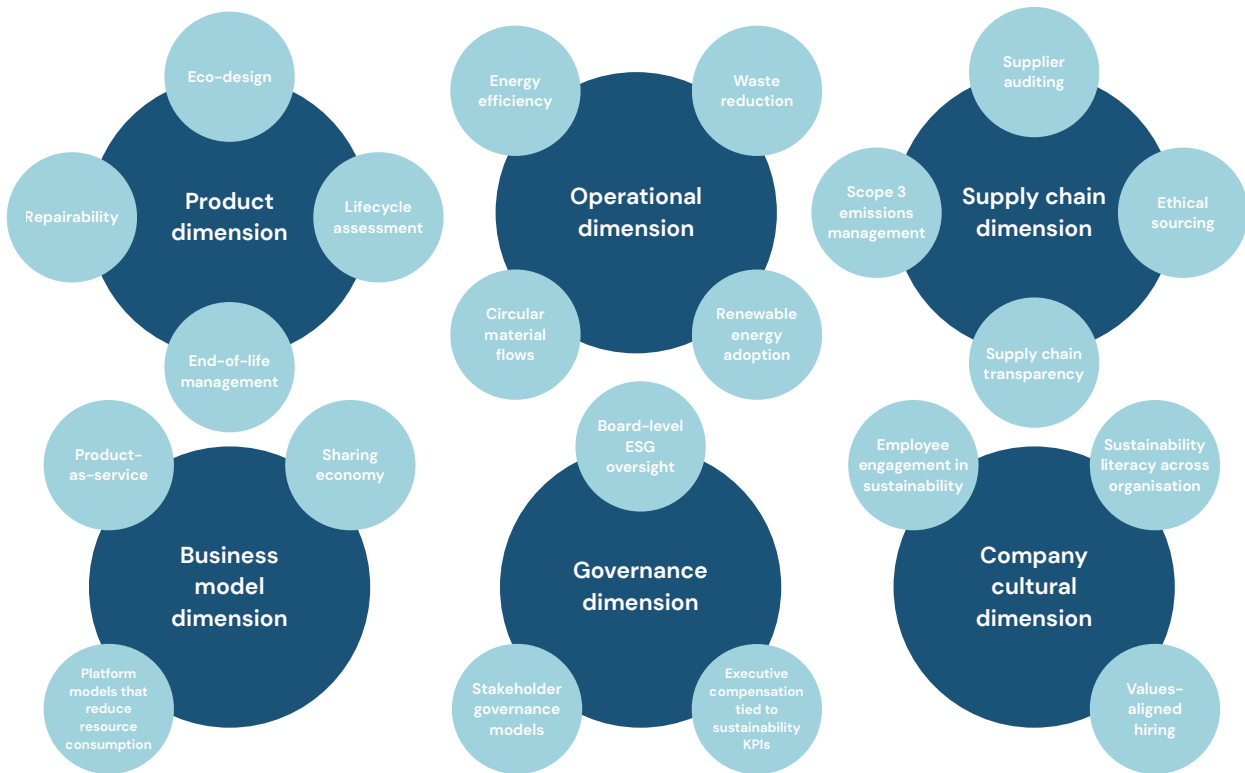 Eco-design
Repairability
Product
dimension
Lifecycle
assessment
End-of-life
management
Energy
efficiency
Waste
reduction
Operational
dimension
Circular
material
flows
Renewable
energy
adoption
Supplier
auditing
Scope 3
emissions
management
Supply chain
dimension
Ethical
sourcing
Supply chain
transparency
Product-
as-service
Sharing
economy
Business
model
dimension
Platform
models that
reduce
resource
consumption
Board-level
ESG
oversight
Governance
dimension
Stakeholder
governance
models
Executive
compensation
tied to
sustainability
KPIs
Employee
engagement in
sustainability
Sustainability
literacy across
organisation
Company
cultural
dimension
Values-
aligned
hiring